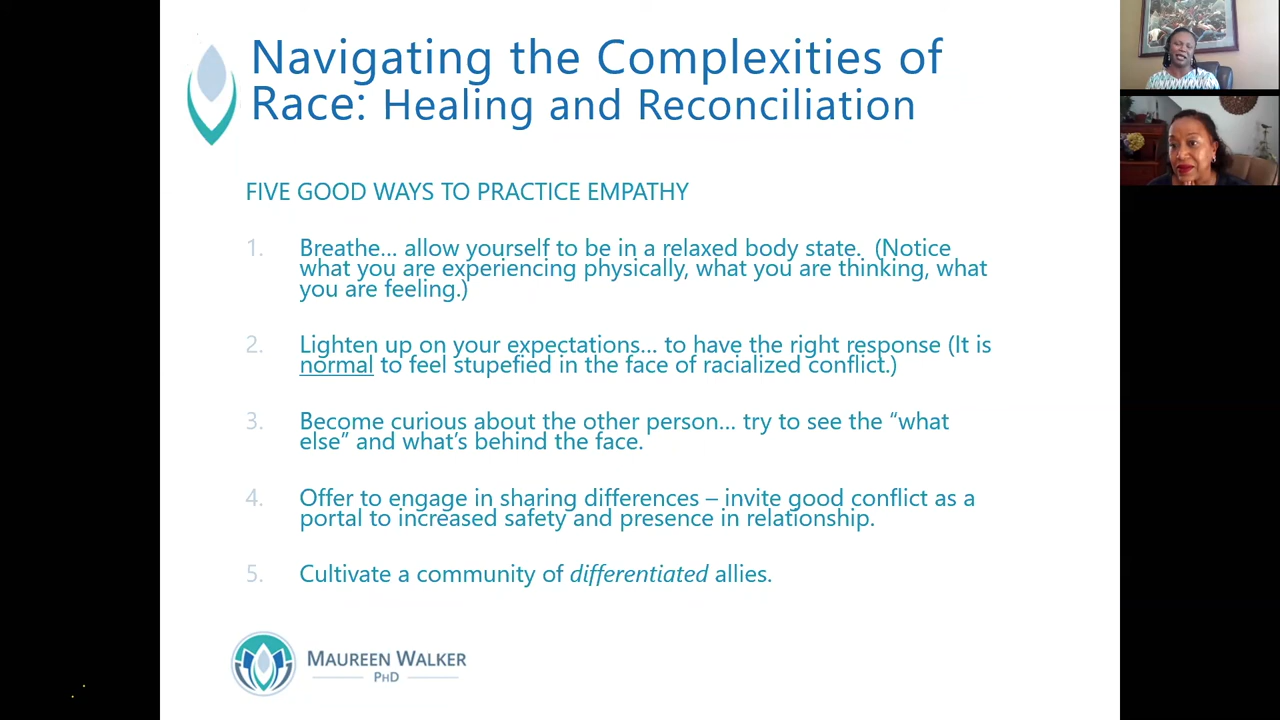 Navigating the Complexities of
Race: Healing and Reconciliation
FIVE GOOD WAYS TO PRACTICE EMPATHY
1. Breathe... allow yourself to be in a relaxed body state. (Notice
what you are experiencing physically, what you are thinking, what
you are feeling.)
2. Lighten up on your expectations... to have the right response (It is
normal to feel stupefied in the face of racialized conflict.)
3. Become curious about the other person... try to see the “what
else” and what’s behind the face.
4. Offer to engage in sharing differences – invite good conflict as a
portal to increased safety and presence in relationship.
5. Cultivate a community of differentiated allies.
MAUREEN WALKER
PHD